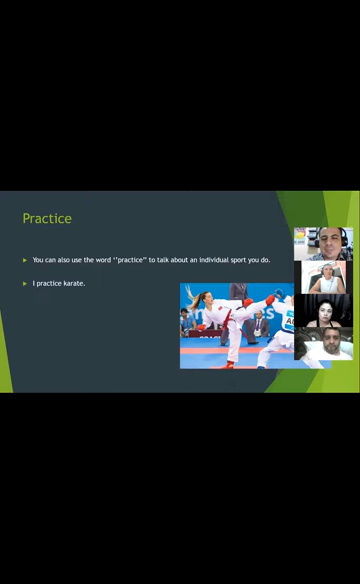 Practice
You can also use the word ‘‘practice’’ to talk about an individual sport you do.
I practice karate.